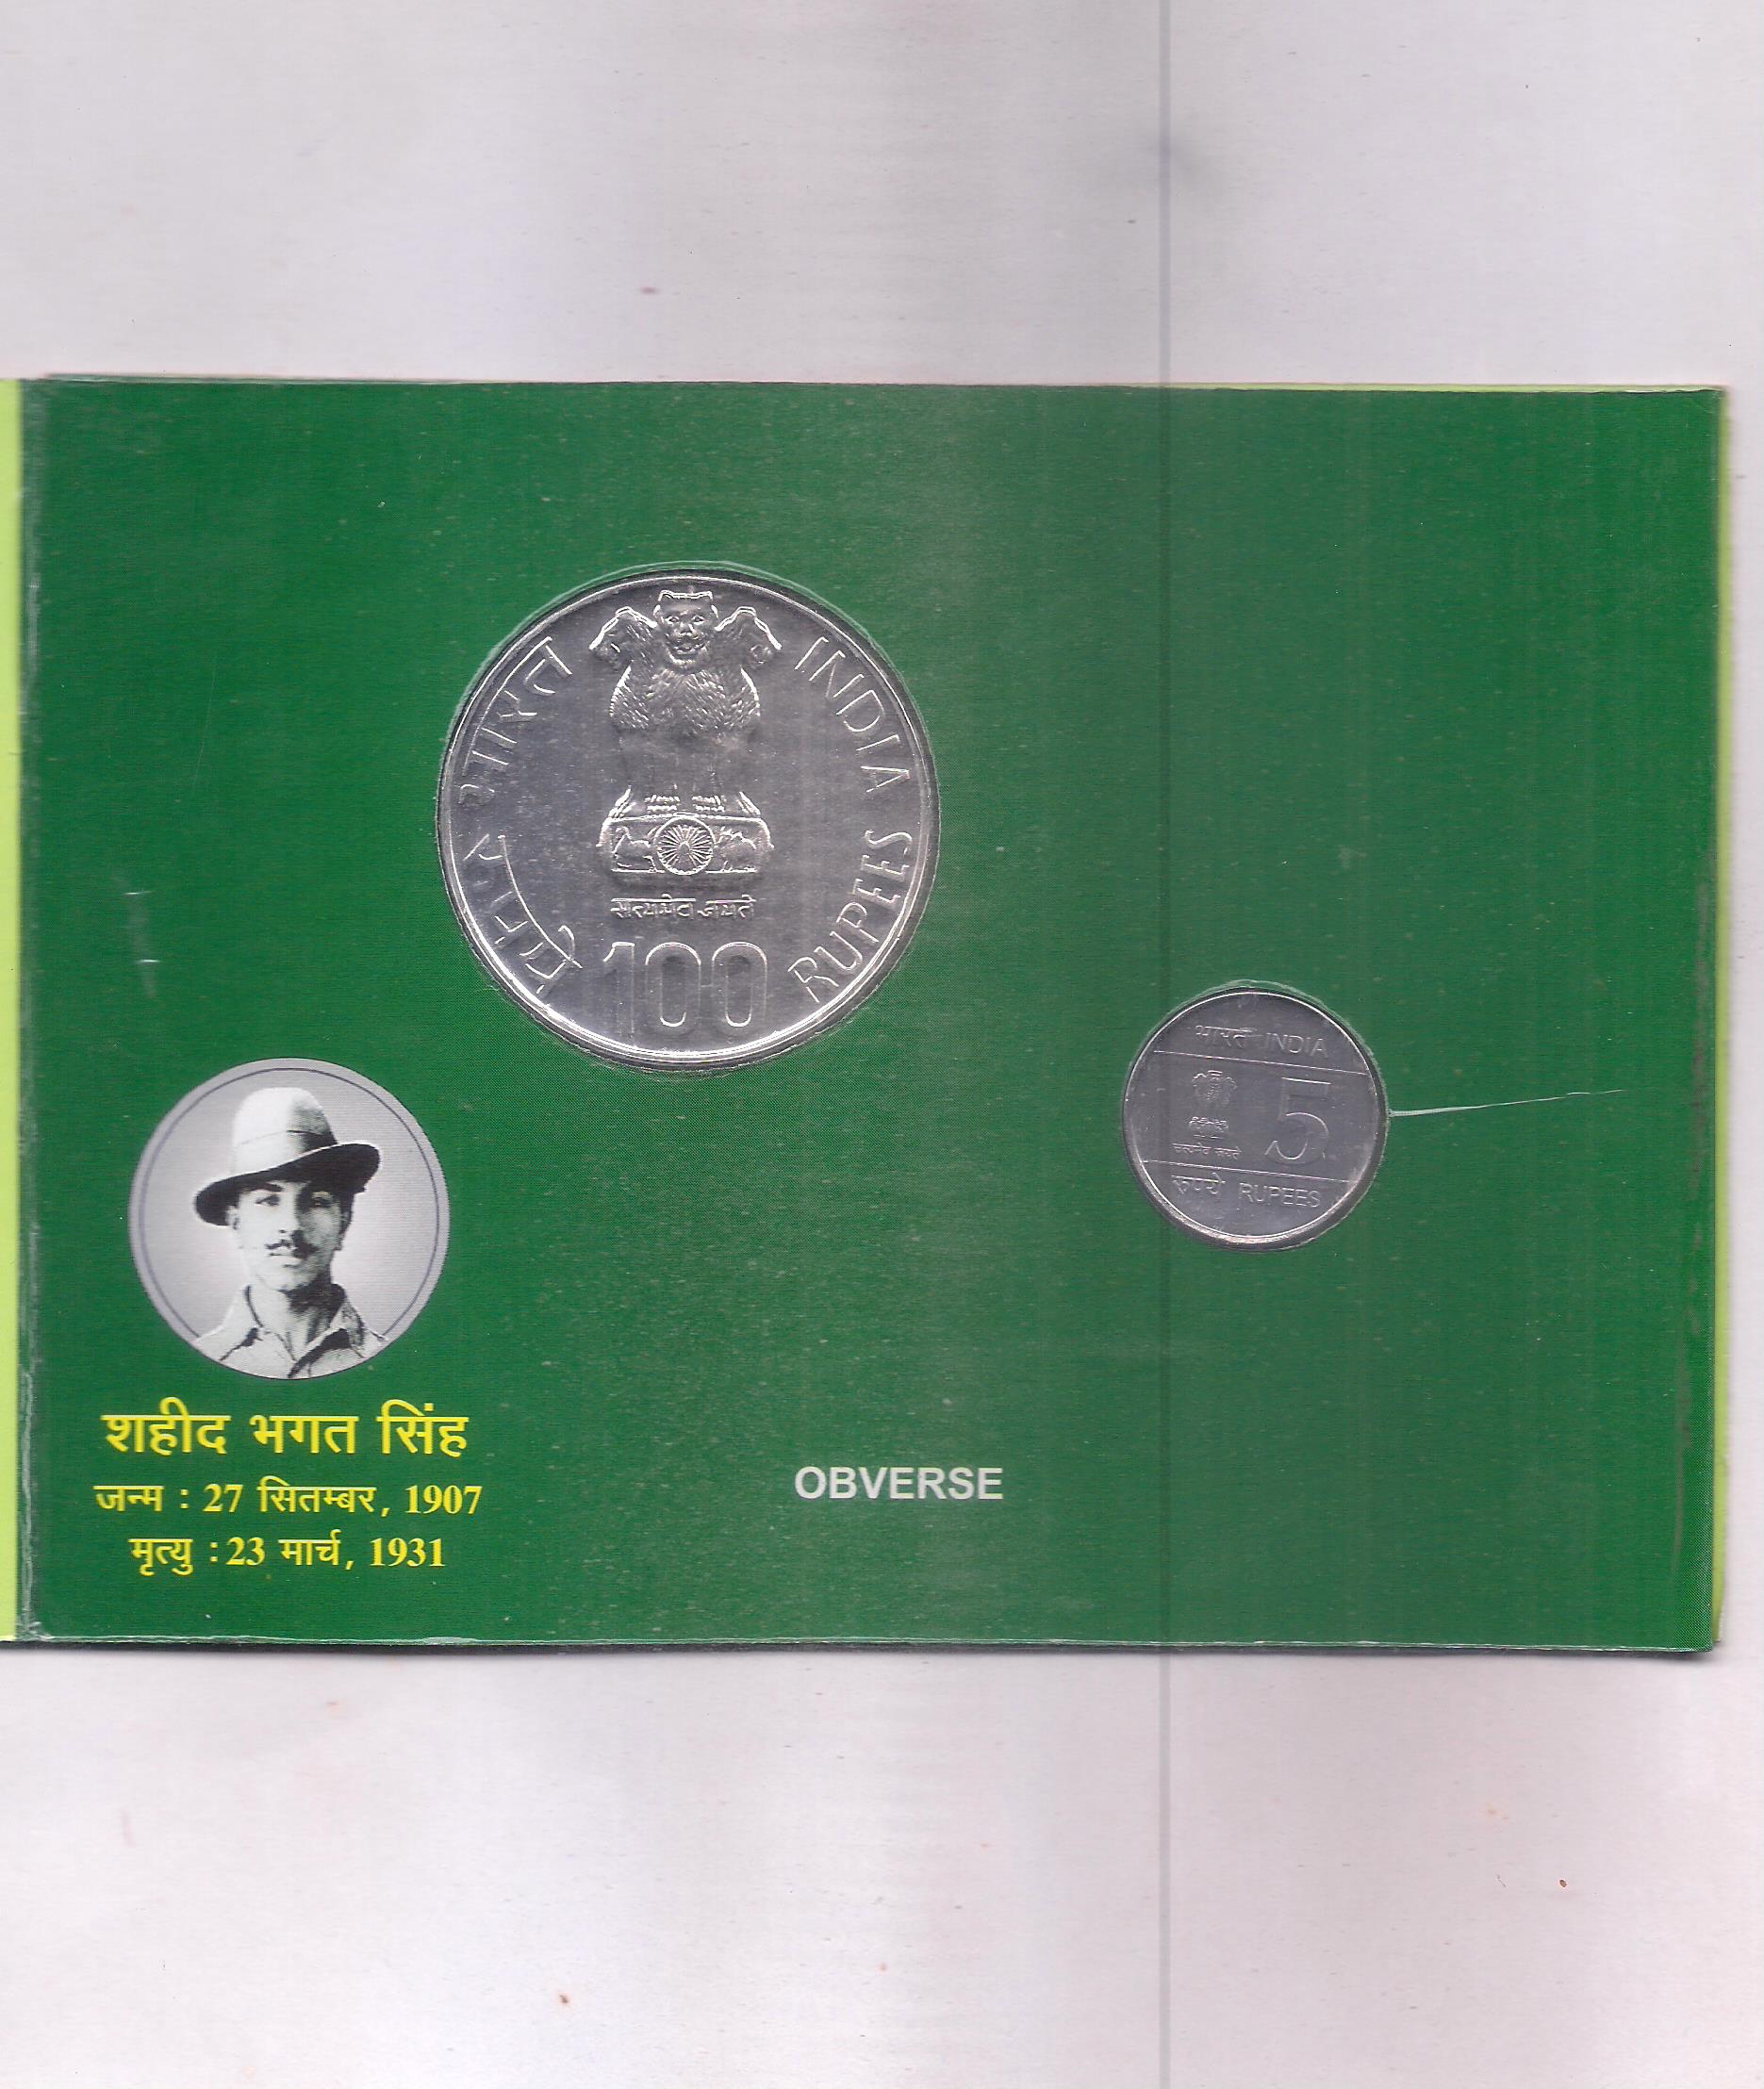 भारत INDIA
रुपये RUPEES
सत्यमेव जयते
100
भारत INDIA
5
सत्यमेव जयते
रुपये RUPEES
शहीद भगत सिंह
जन्म : 27 सितम्बर, 1907
मृत्यु : 23 मार्च, 1931
OBVERSE